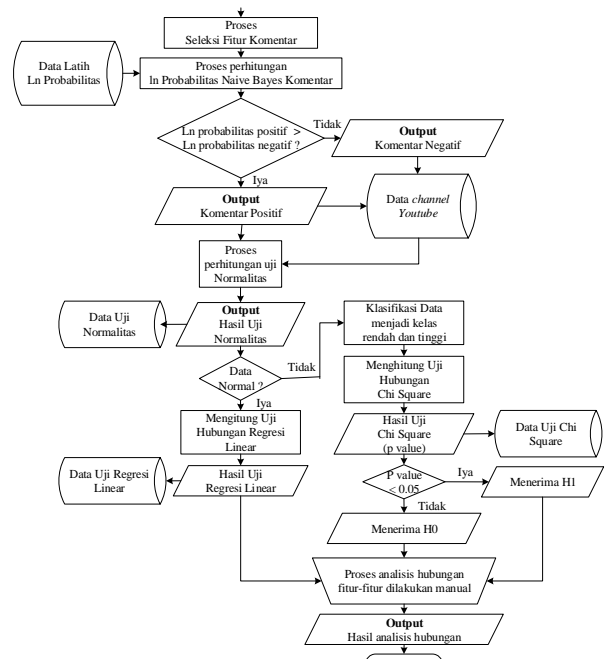 Proses
Seleksi Fitur Komentar
Data Latih
Ln Probabilitas
Proses perhitungan
ln Probabilitas Naive Bayes Komentar
Ln probabilitas positif >
Ln probabilitas negatif ?
Tidak
Output
Komentar Negatif
Iya
Output
Komentar Positif
Data channel
Youtube
Proses
perhitungan uji
Normalitas
Data Uji
Normalitas
Output
Hasil Uji
Normalitas
Klasifikasi Data
menjadi kelas
rendah dan tinggi
Data
Normal ?
Tidak
Menghitung Uji
Hubungan
Chi Square
Iya
Mengitung Uji
Hubungan Regresi
Linear
Hasil Uji
Chi Square
(p value)
Data Uji Chi
Square
Data Uji Regresi
Linear
Hasil Uji
Regresi Linear
P value
< 0.05
Iya
Menerima H1
Tidak
Menerima H0
Proses analisis hubungan
fitur-fitur dilakukan manual
Output
Hasil analisis hubungan